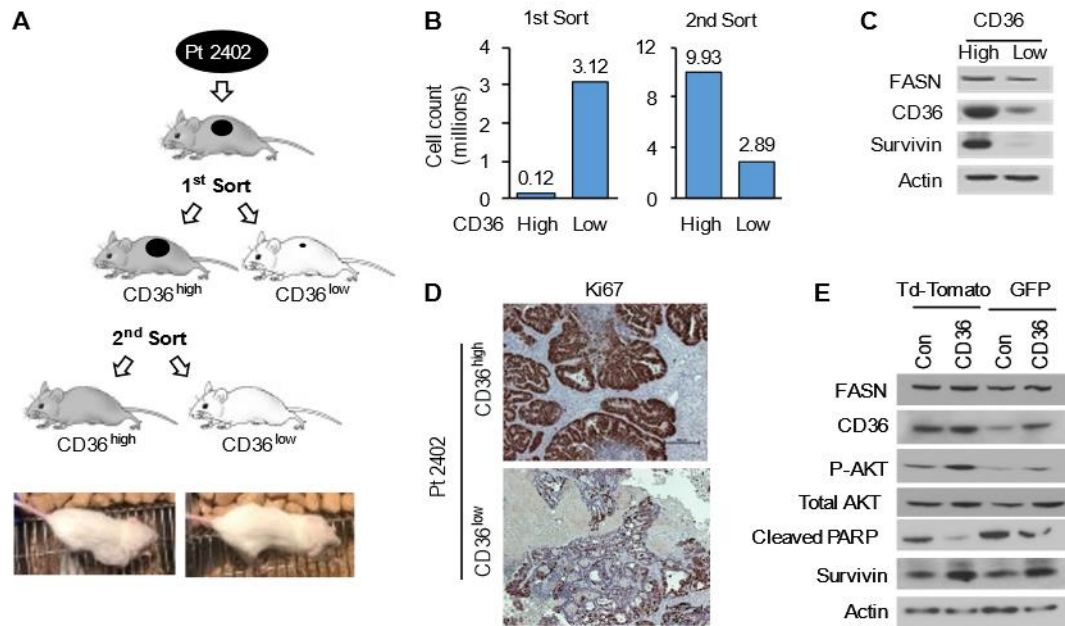 A
Pt 2402
1st Sort
CD36high
CD36low
2nd Sort
CD36high
CD36low
B
1st Sort
2nd Sort
Cell count
(millions)
4
3
2
1
0
0.12
3.12
12
8
4
0
9.93
2.89
CD36 High Low
High Low
C
CD36
High Low
FASN
CD36
Survivin
Actin
D
Ki67
Pt 2402
CD36high
CD36low
E
Td-Tomato GFP
Con CD36 Con CD36
FASN
CD36
P-AKT
Total AKT
Cleaved PARP
Survivin
Actin